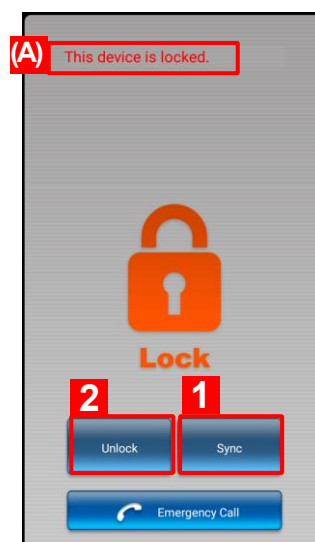 (A) This device is locked.
Lock
2 1
Unlock Sync
Emergency Call